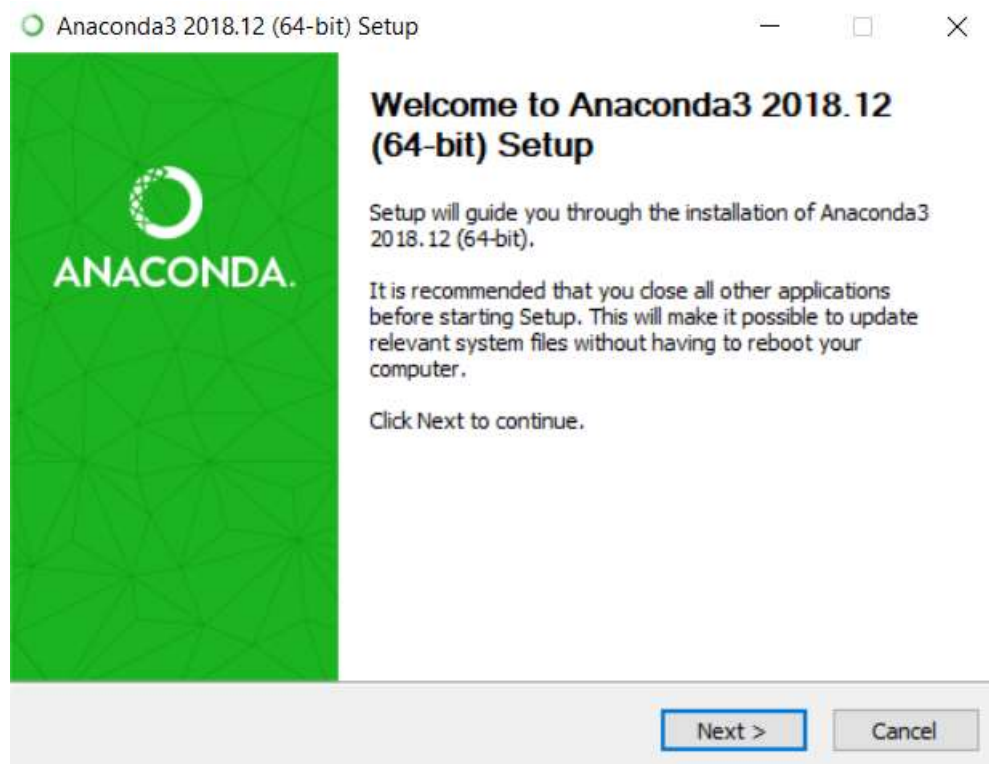 Anaconda3 2018.12 (64-bit) Setup
ANACONDA.
Welcome to Anaconda3 2018.12
(64-bit) Setup
Setup will guide you through the installation of Anaconda3
2018.12 (64-bit).
It is recommended that you close all other applications
before starting Setup. This will make it possible to update
relevant system files without having to reboot your
computer.
Click Next to continue.
Next >
Cancel